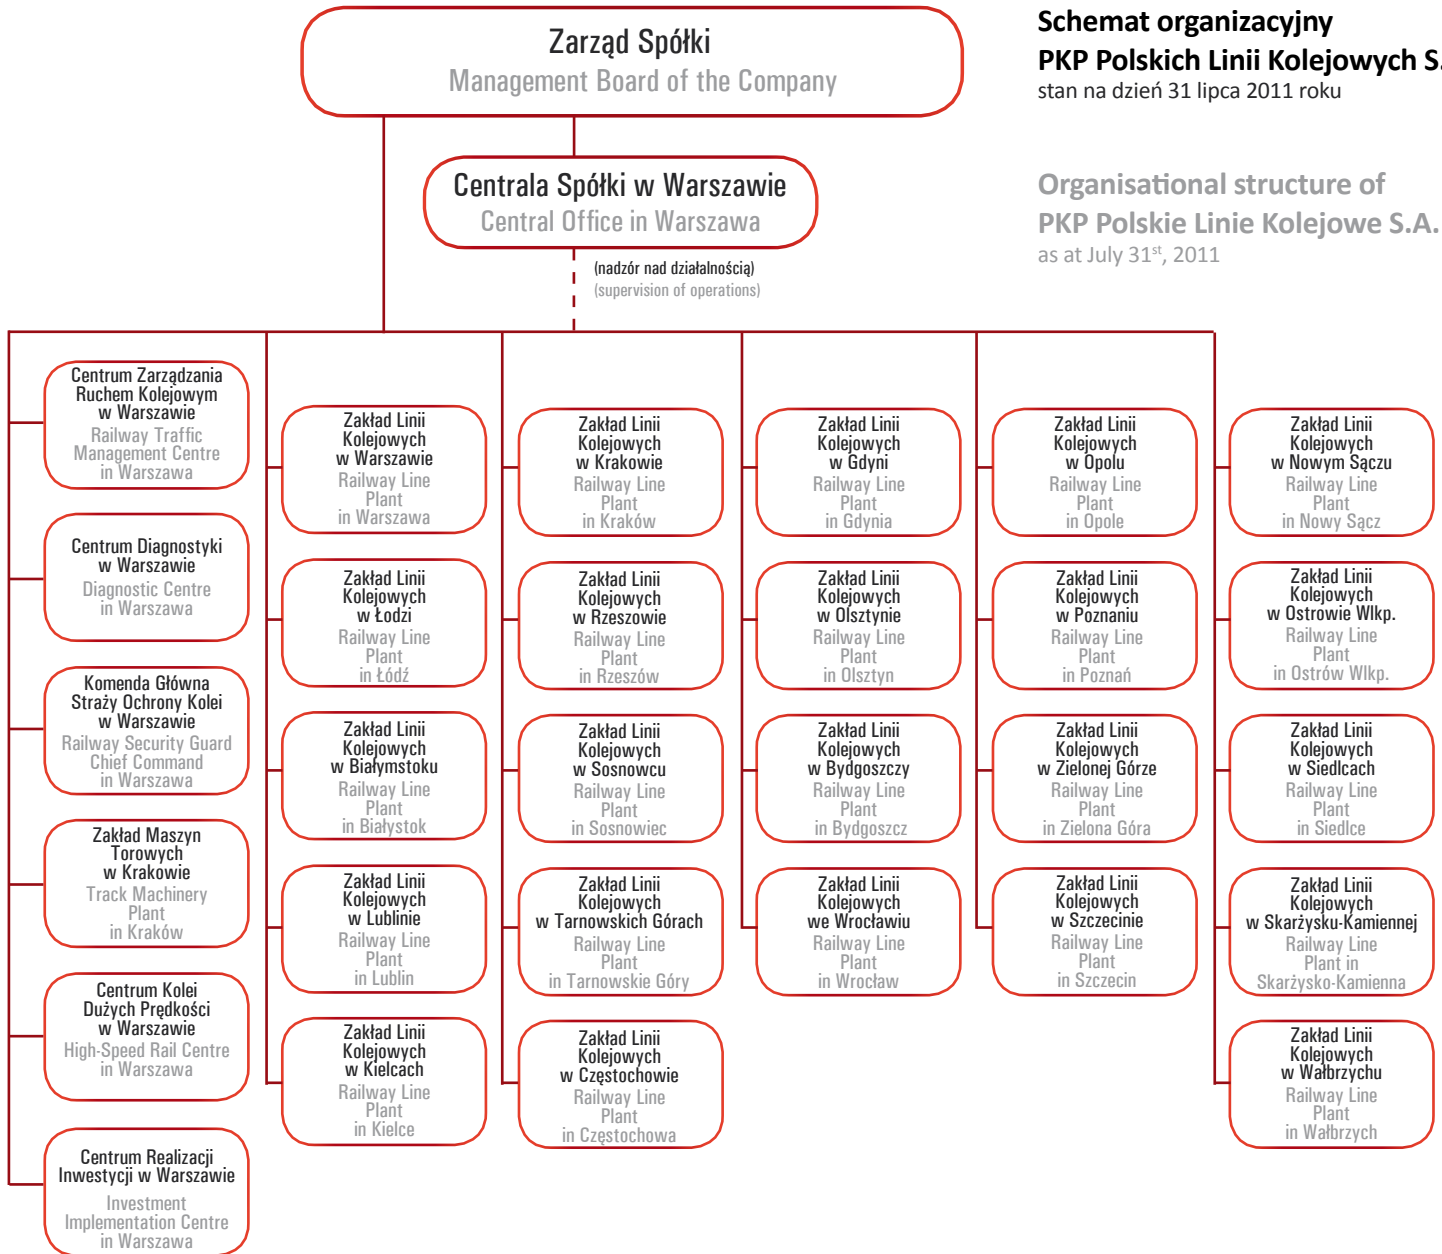 Zarząd Spółki
Management Board of the Company
Schemat organizacyjny
PKP Polskich Linii Kolejowych S.
stan na dzień 31 lipca 2011 roku
Centrala Spółki w Warszawie
Central Office in Warszawa
Organisational structure of
PKP Polskie Linie Kolejowe S.A.
as at July 31st, 2011
(nadzór nad działalnością)
(supervision of operations)
Centrum Zarządzania
Ruchem Kolejowym
w Warszawie
Railway Traffic
Management Centre
in Warszawa
Centrum Diagnostyki
w Warszawie
Diagnostic Centre
in Warszawa
Komenda Główna
Straży Ochrony Kolei
w Warszawie
Railway Security Guard
Chief Command
in Warszawa
Zakład Maszyn
Torowych
w Krakowie
Track Machinery
Plant
in Kraków
Centrum Kolei
Dużych Prędkości
w Warszawie
High-Speed Rail Centre
in Warszawa
Centrum Realizacji
Inwestycji w Warszawie
Investment
Implementation Centre
in Warszawa
Zakład Linii
Kolejowych
w Warszawie
Railway Line
Plant
in Warszawa
Zakład Linii
Kolejowych
w Łodzi
Railway Line
Plant
in Łódź
Zakład Linii
Kolejowych
w Białymstoku
Railway Line
Plant
in Białystok
Zakład Linii
Kolejowych
w Lublinie
Railway Line
Plant
in Lublin
Zakład Linii
Kolejowych
w Kielcach
Railway Line
Plant
in Kielce
Zakład Linii
Kolejowych
w Krakowie
Railway Line
Plant
in Kraków
Zakład Linii
Kolejowych
w Rzeszowie
Railway Line
Plant
in Rzeszów
Zakład Linii
Kolejowych
w Sosnowcu
Railway Line
Plant
in Sosnowiec
Zakład Linii
Kolejowych
w Tarnowskich Górach
Railway Line
Plant
in Tarnowskie Góry
Zakład Linii
Kolejowych
w Częstochowie
Railway Line
Plant
in Częstochowa
Zakład Linii
Kolejowych
w Gdyni
Railway Line
Plant
in Gdynia
Zakład Linii
Kolejowych
w Olsztynie
Railway Line
Plant
in Olsztyn
Zakład Linii
Kolejowych
w Bydgoszczy
Railway Line
Plant
in Bydgoszcz
Zakład Linii
Kolejowych
we Wrocławiu
Railway Line
Plant
in Wrocław
Zakład Linii
Kolejowych
w Opolu
Railway Line
Plant
in Opole
Zakład Linii
Kolejowych
w Poznaniu
Railway Line
Plant
in Poznań
Zakład Linii
Kolejowych
w Zielonej Górze
Railway Line
Plant
in Zielona Góra
Zakład Linii
Kolejowych
w Szczecinie
Railway Line
Plant
in Szczecin
Zakład Linii
Kolejowych
w Nowym Sączu
Railway Line
Plant
in Nowy Sącz
Zakład Linii
Kolejowych
w Ostrowie Wlkp.
Railway Line
Plant
in Ostrów Wlkp.
Zakład Linii
Kolejowych
w Siedlcach
Railway Line
Plant
in Siedlce
Zakład Linii
Kolejowych
w Skarżysku-Kamiennej
Railway Line
Plant in
Skarżysko-Kamienna
Zakład Linii
Kolejowych
w Wałbrzychu
Railway Line
Plant
in Wałbrzych